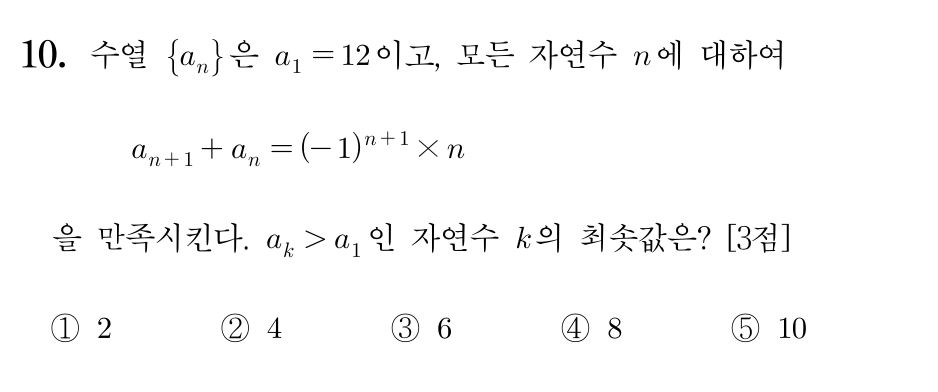 10. 수열 {aₙ}은 a₁ = 12이고, 모든 자연수 n에 대하여
aₙ₊₁ + aₙ = (−1)ⁿ⁺¹ × n
을 만족시킨다. aₖ > a₁인 자연수 k의 최솟값은? [3점]
① 2 ② 4 ③ 6 ④ 8 ⑤ 10